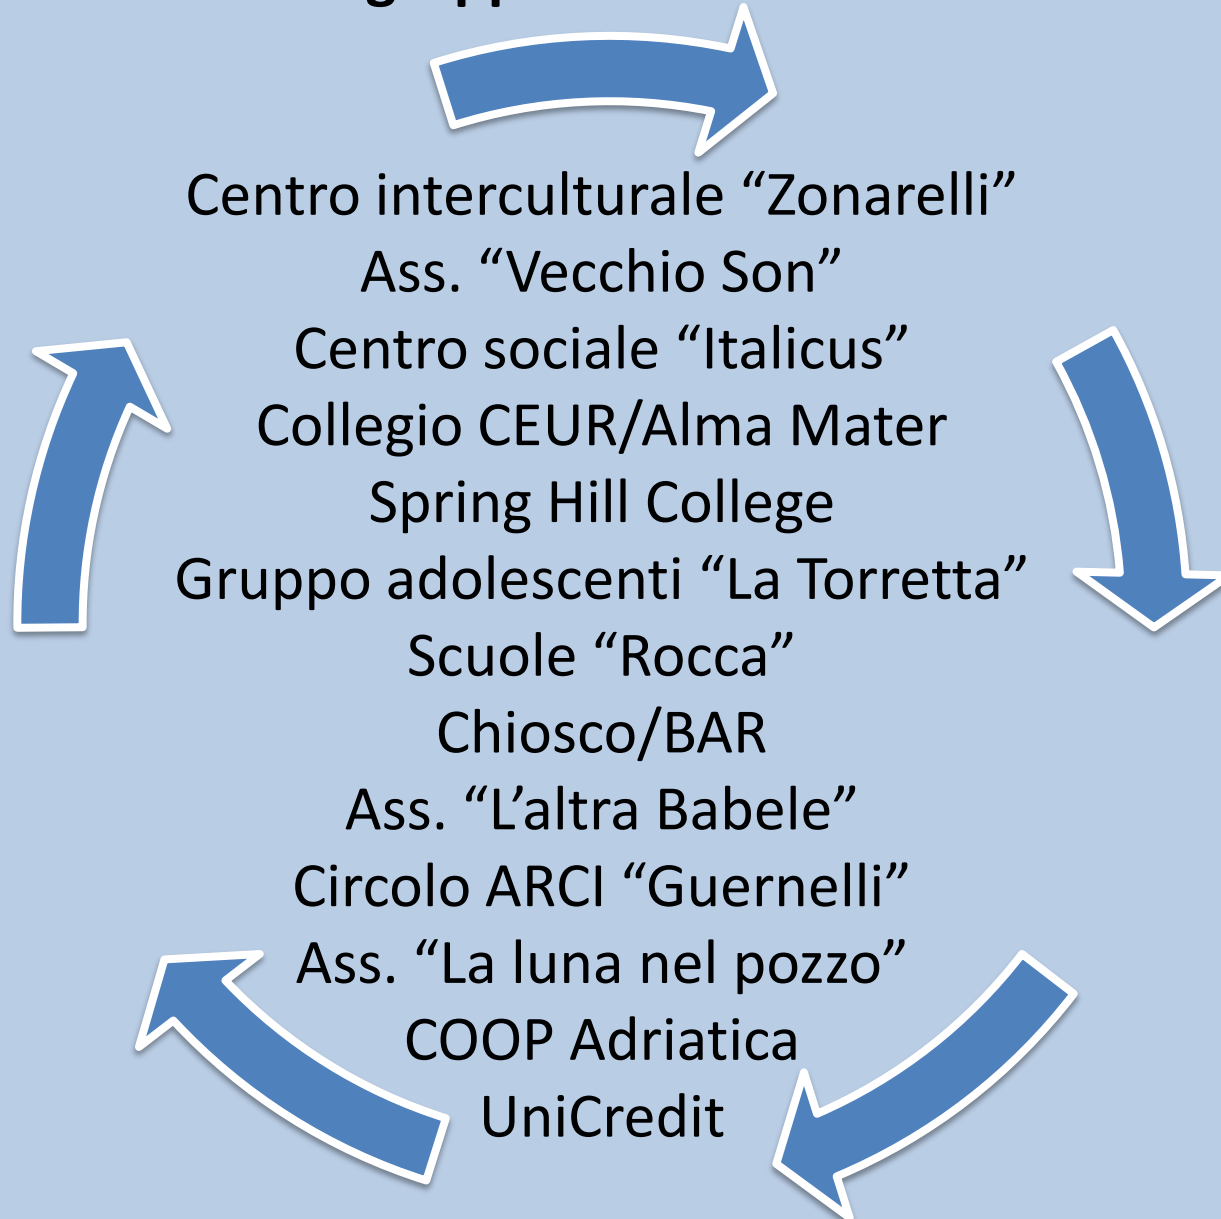 Centro interculturale “Zonarelli”
Ass. “Vecchio Son”
Centro sociale “Italicus”
Collegio CEUR/Alma Mater
Spring Hill College
Gruppo adolescenti “La Torretta”
Scuole “Rocca”
Chiosco/BAR
Ass. “L’altra Babele”
Circolo ARCI “Guernelli”
Ass. “La luna nel pozzo”
COOP Adriatica
UniCredit